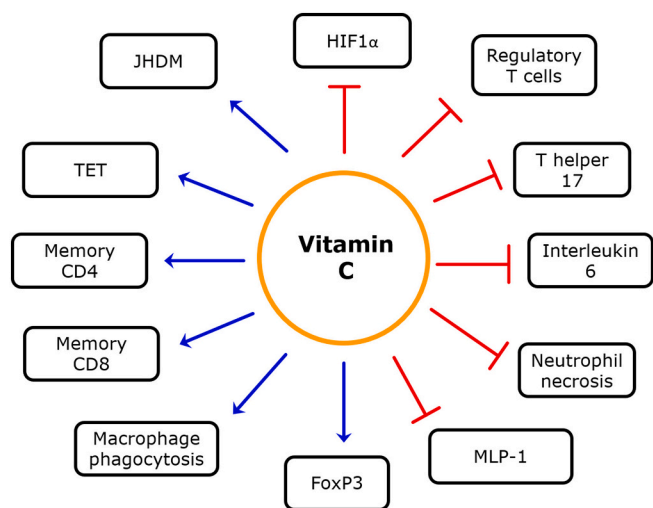 HIF1α
JHDM
Regulatory
T cells
TET
T helper
17
Vitamin
C
Memory
CD4
Interleukin
6
Memory
CD8
Neutrophil
necrosis
Macrophage
phagocytosis
MLP-1
FoxP3